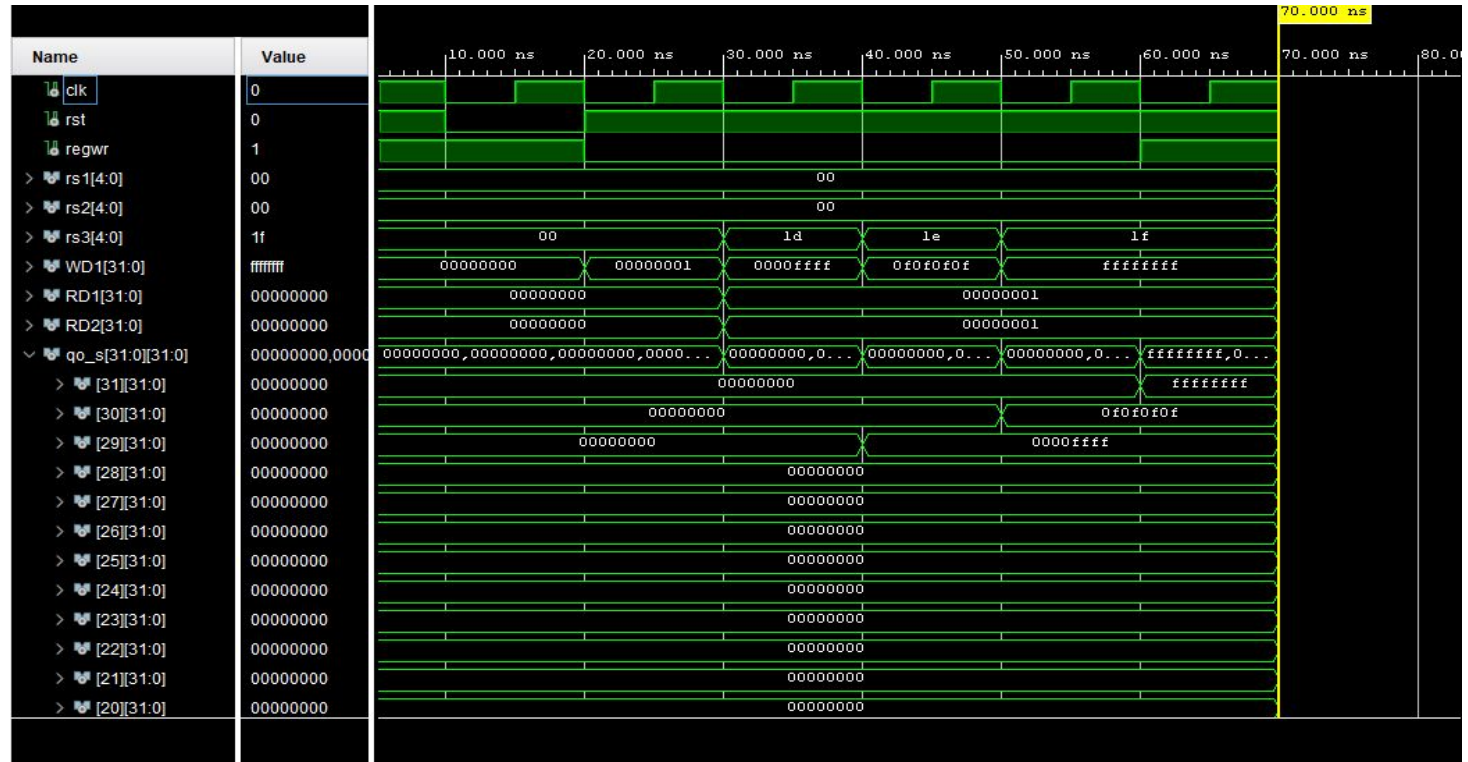 70.000 ns
Name Value 10.000 ns 20.000 ns 30.000 ns 40.000 ns 50.000 ns 60.000 ns 70.000 ns 80.0
clk 0
rst 0
regwr 1
rs1[4:0] 00 00
rs2[4:0] 00 00
rs3[4:0] 1f 00 1d 1e 1f
WD1[31:0] ffffffff 00000000 00000001 0000ffff 0f0f0f0f ffffffff
RD1[31:0] 00000000 00000000 00000001
RD2[31:0] 00000000 00000000 00000001
qo_s[31:0][31:0] 00000000,0000 00000000,00000000,00000000,0000... 00000000,0... 00000000,0... 00000000,0... ffffffff,0...
[31][31:0] 00000000 00000000 ffffffff
[30][31:0] 00000000 00000000 0f0f0f0f
[29][31:0] 00000000 00000000 0000ffff
[28][31:0] 00000000 00000000
[27][31:0] 00000000 00000000
[26][31:0] 00000000 00000000
[25][31:0] 00000000 00000000
[24][31:0] 00000000 00000000
[23][31:0] 00000000 00000000
[22][31:0] 00000000 00000000
[21][31:0] 00000000 00000000
[20][31:0] 00000000 00000000